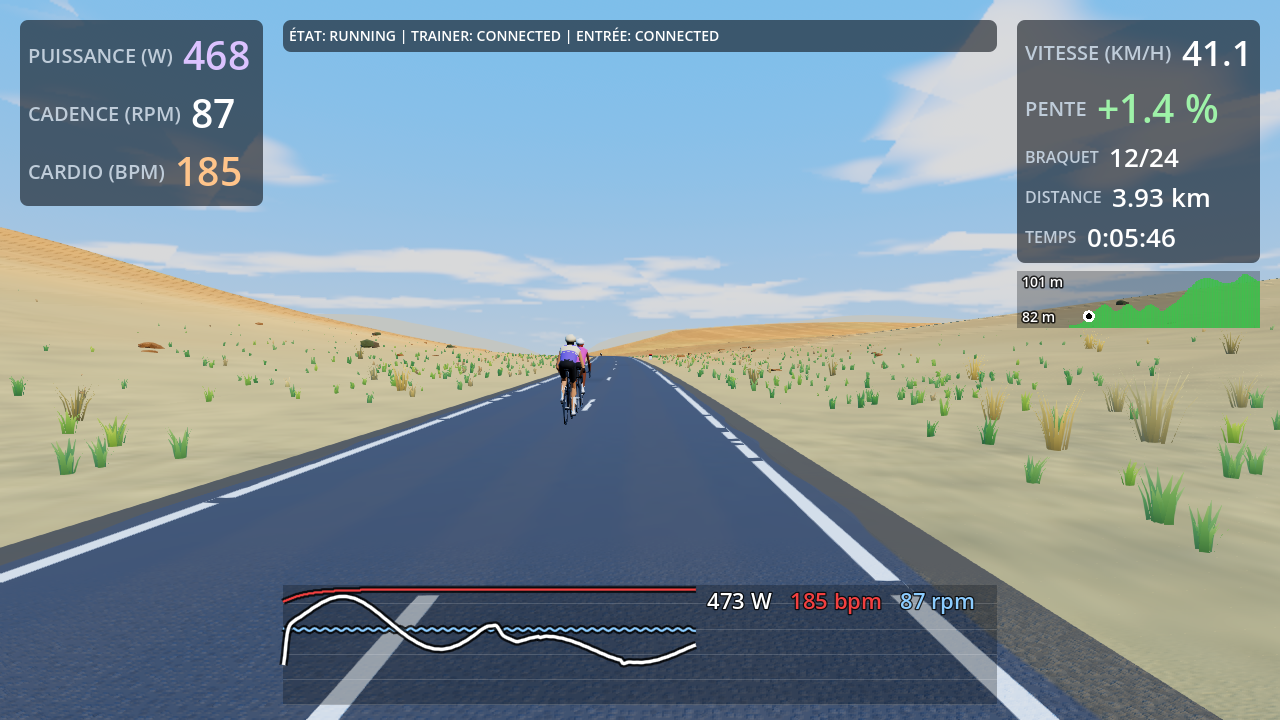 PUISSANCE (W) 468
CADENCE (RPM) 87
CARDIO (BPM) 185
ÉTAT: RUNNING | TRAINER: CONNECTED | ENTRÉE: CONNECTED
VITESSE (KM/H) 41.1
PENTE +1.4 %
BRAQUET 12/24
DISTANCE 3.93 km
TEMPS 0:05:46
101 m
82 m
473 W 185 bpm 87 rpm